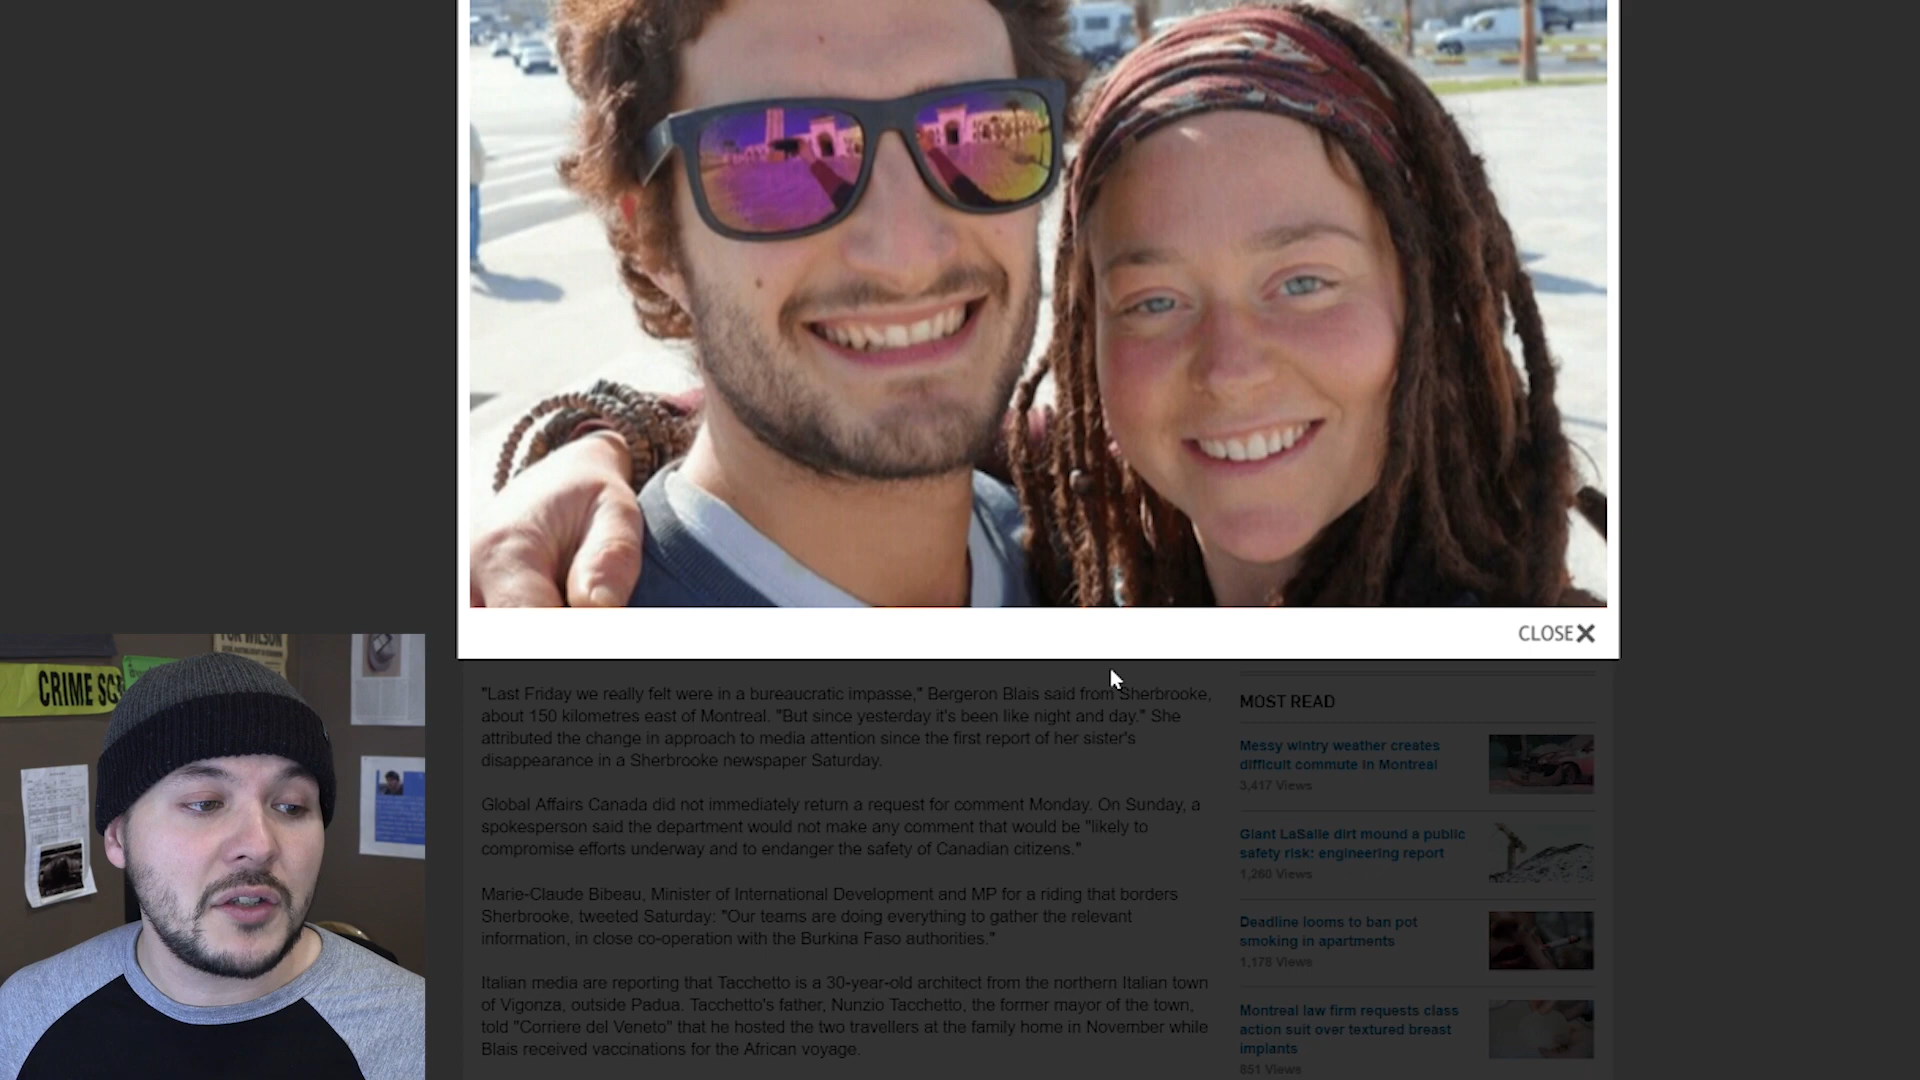 CLOSE
"Last Friday we really felt were in a bureaucratic impasse," Bergeron Blais said from Sherbrooke,
about 150 kilometres east of Montreal. "But since yesterday it's been like night and day." She
attributed the change in approach to media attention since the first report of her sister's
disappearance in a Sherbrooke newspaper Saturday.
Global Affairs Canada did not immediately return a request for comment Monday. On Sunday, a
spokesperson said the department would not make any comment that would be "likely to
compromise efforts underway and to endanger the safety of Canadian citizens."
Marie-Claude Bibeau, Minister of International Development and MP for a riding that borders
Sherbrooke, tweeted Saturday: "Our teams are doing everything to gather the relevant
information, in close co-operation with the Burkina Faso authorities."
Italian media are reporting that Tacchetto is a 30-year-old architect from the northern Italian town
of Vigonza, outside Padua. Tacchetto's father, Nunzio Tacchetto, the former mayor of the town,
told "Corriere del Veneto" that he hosted the two travellers at the family home in November while
Blais received vaccinations for the African voyage.
MOST READ
Messy wintry weather creates
difficult commute in Montreal
3,417 Views
Giant LaSalle dirt mound a public
safety risk: engineering report
1,260 Views
Deadline looms to ban pot
smoking in apartments
1,178 Views
Montreal law firm requests class
action suit over textured breast
implants
851 Views
FOR WILSON
CRIME SC